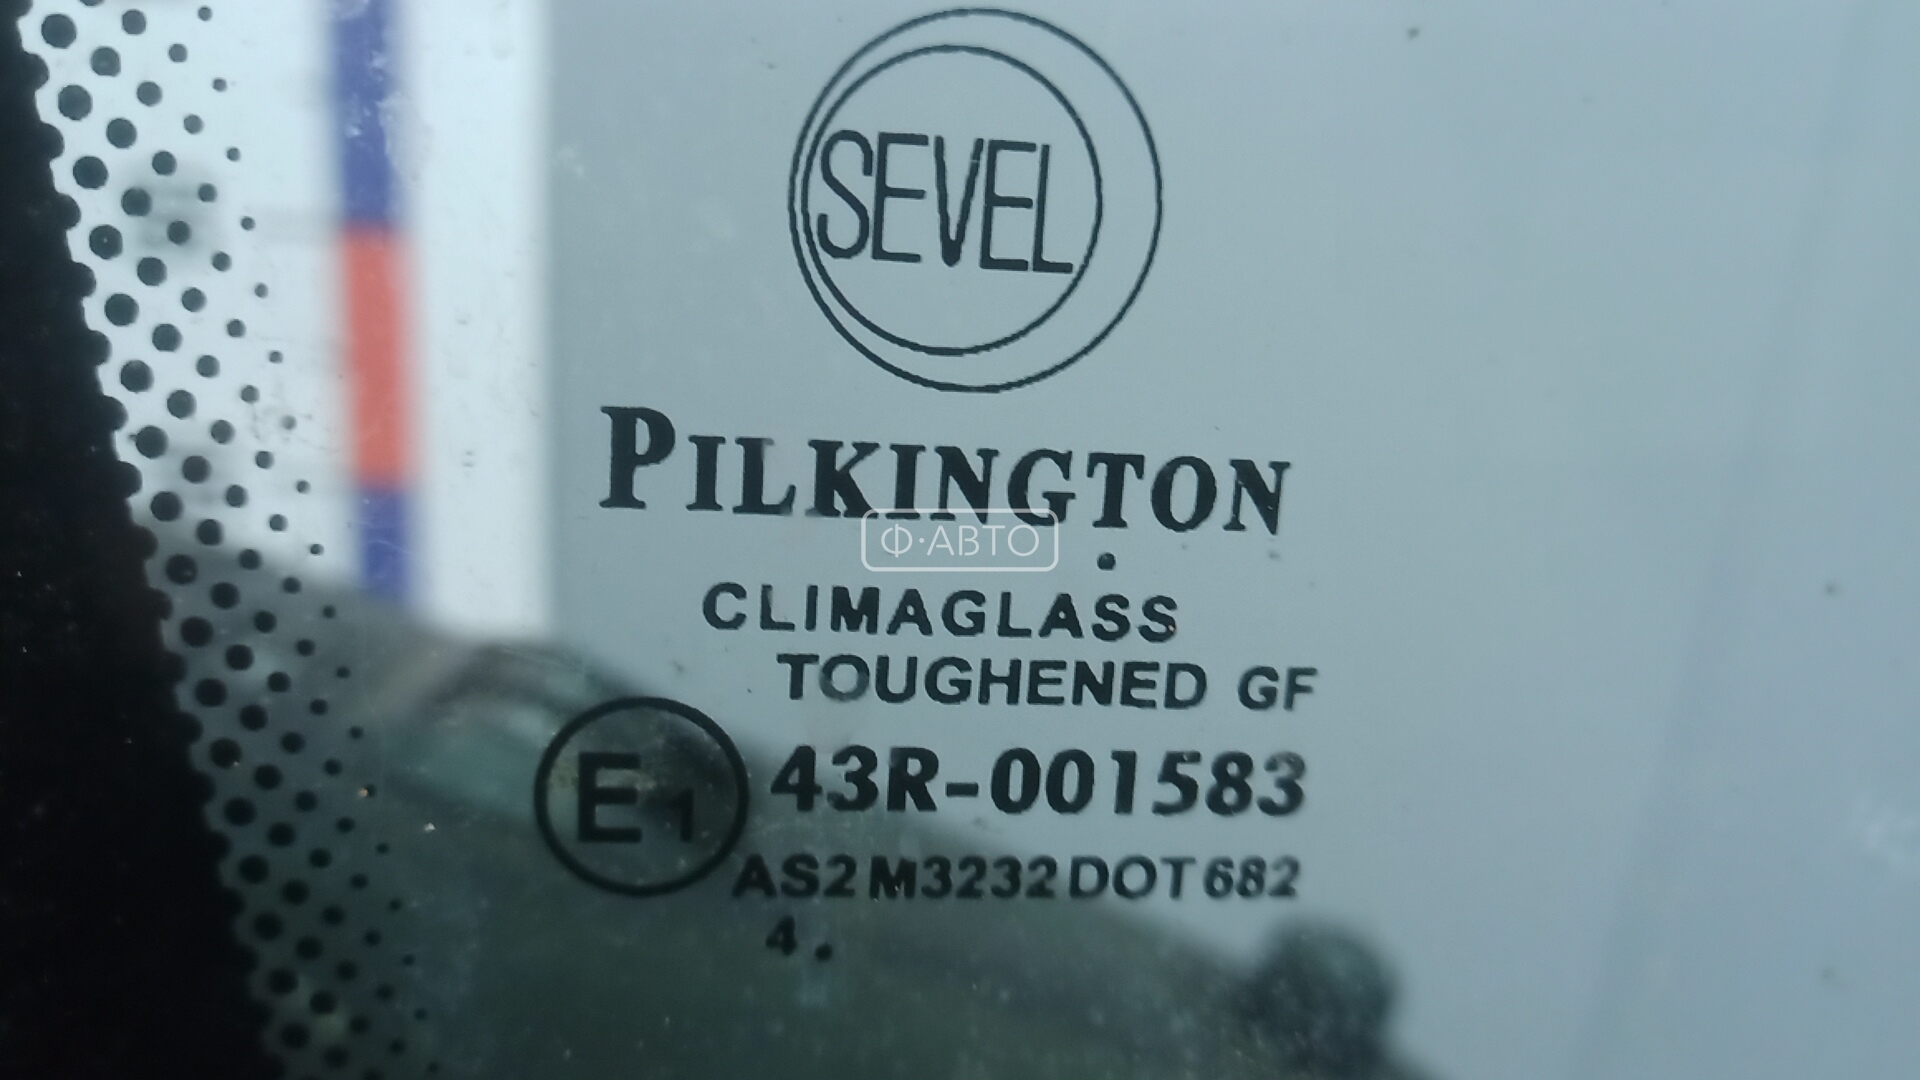 SEVEL
PILKINGTON
Ф·АВТО
CLIMAGLASS
TOUGHENED GF
E1 43R-001583
AS2 M3232 DOT 682
4 .